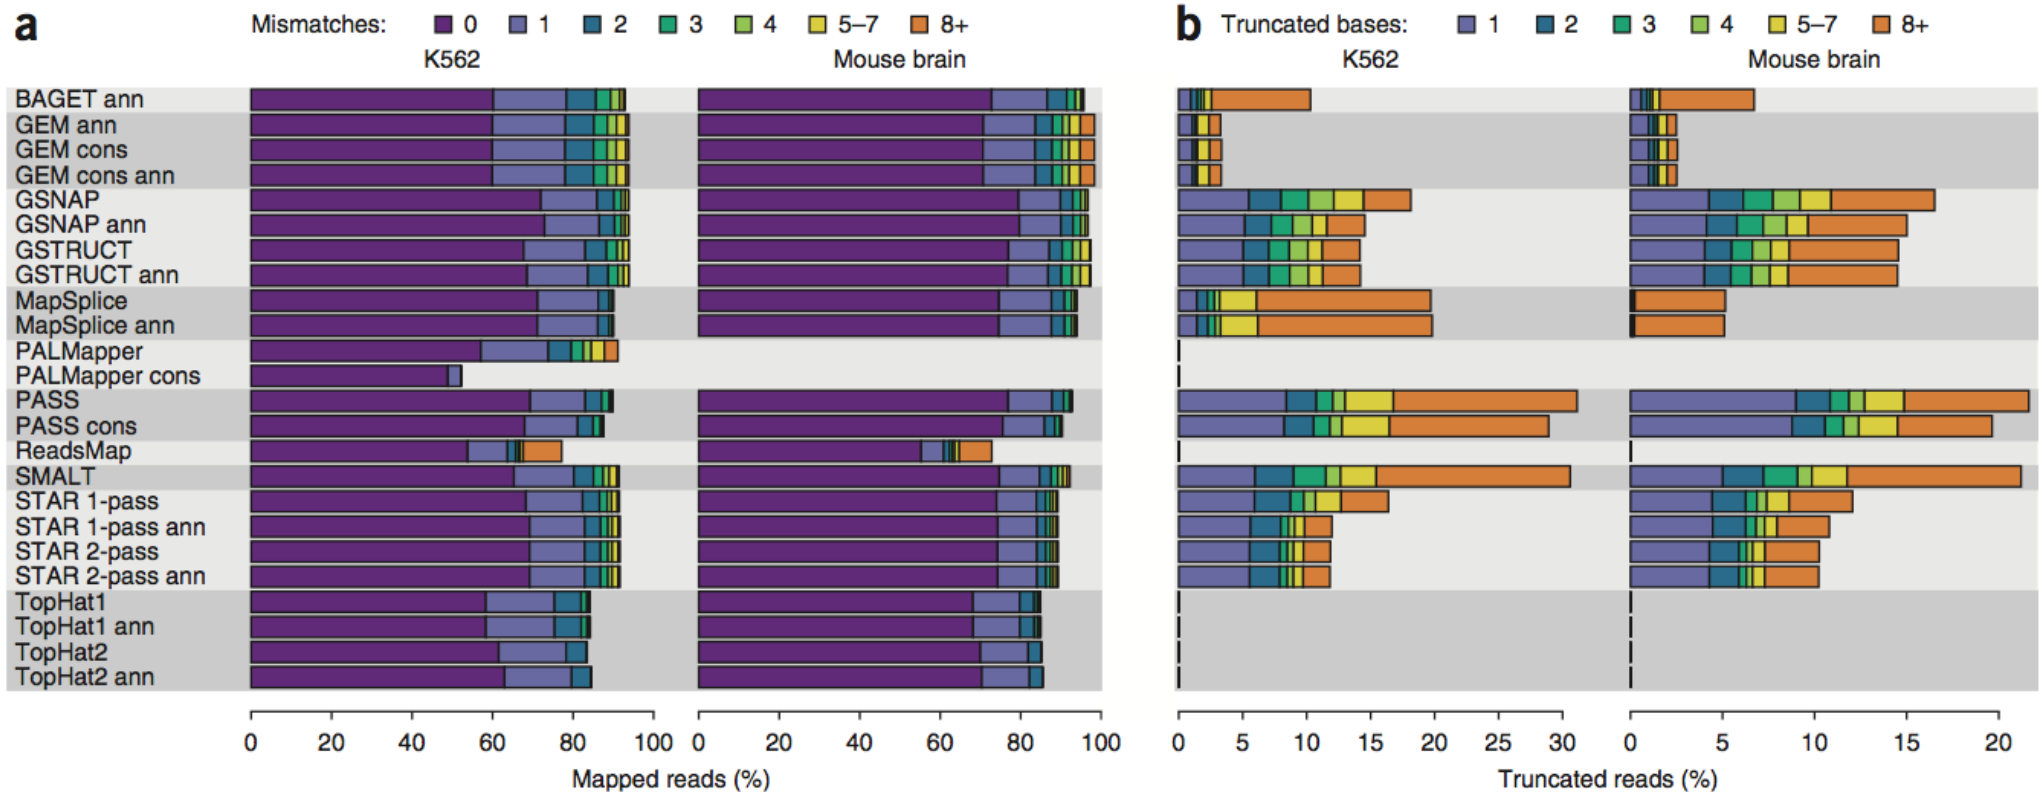 a Mismatches: 0 1 2 3 4 5–7 8+
K562 Mouse brain
b Truncated bases: 1 2 3 4 5–7 8+
K562 Mouse brain
BAGET ann
GEM ann
GEM cons
GEM cons ann
GSNAP
GSNAP ann
GSTRUCT
GSTRUCT ann
MapSplice
MapSplice ann
PALMapper
PALMapper cons
PASS
PASS cons
ReadsMap
SMALT
STAR 1-pass
STAR 1-pass ann
STAR 2-pass
STAR 2-pass ann
TopHat1
TopHat1 ann
TopHat2
TopHat2 ann
0 20 40 60 80 100 0 20 40 60 80 100
Mapped reads (%)
0 5 10 15 20 25 30 0 5 10 15 20
Truncated reads (%)